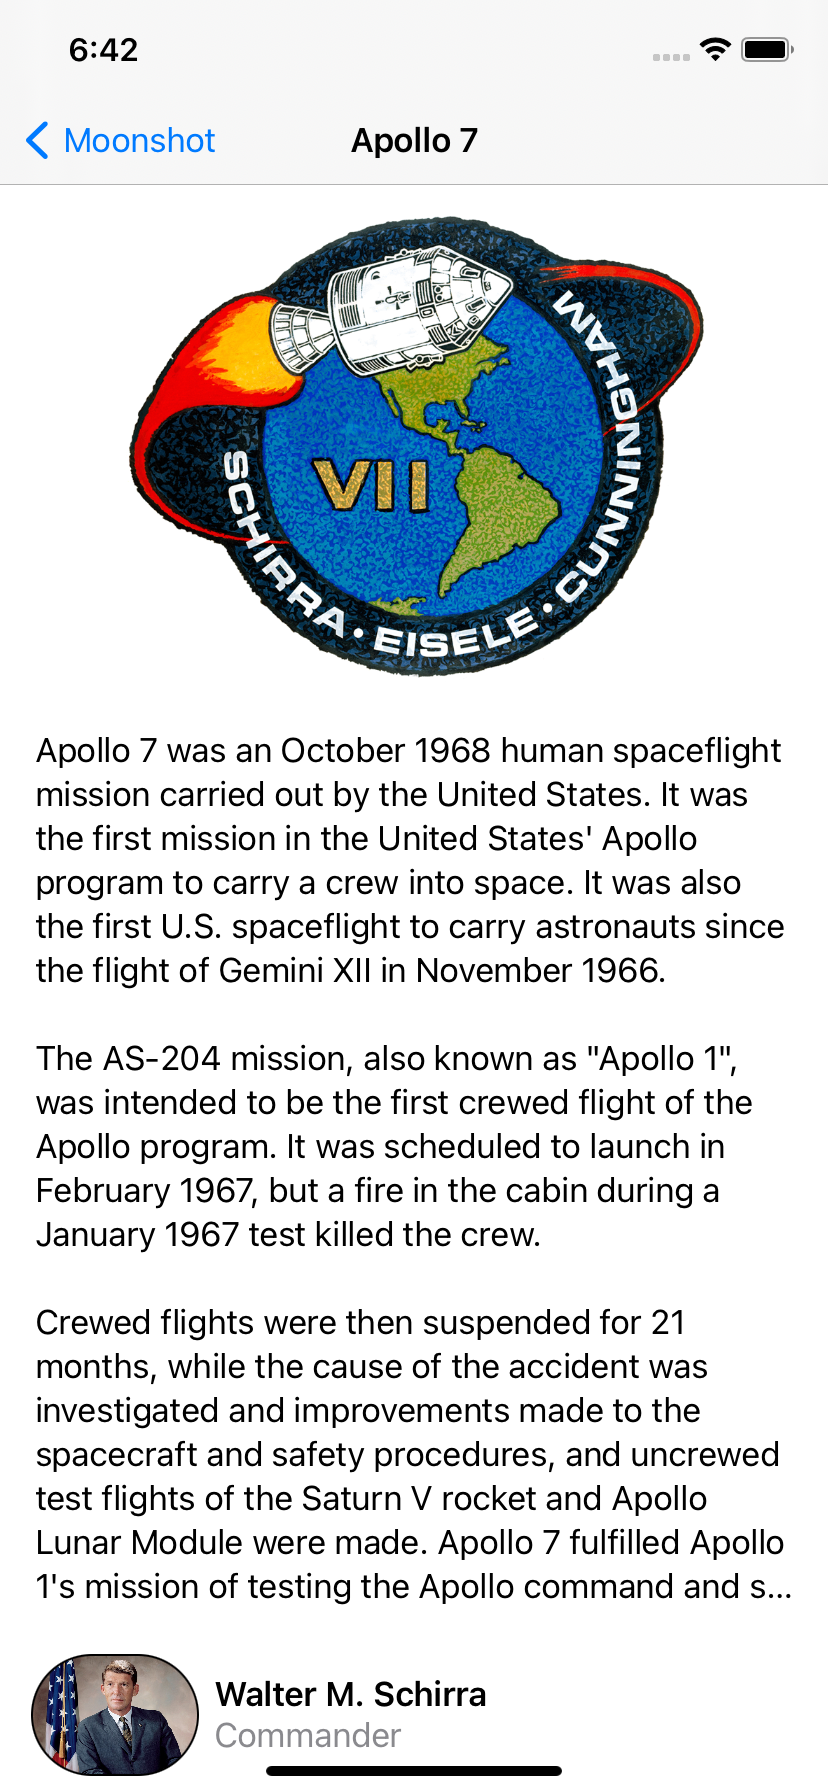 6:42
Moonshot
Apollo 7
VII
SCHIRRA • EISELE • CUNNINGHAM
Apollo 7 was an October 1968 human spaceflight
mission carried out by the United States. It was
the first mission in the United States' Apollo
program to carry a crew into space. It was also
the first U.S. spaceflight to carry astronauts since
the flight of Gemini XII in November 1966.
The AS-204 mission, also known as "Apollo 1",
was intended to be the first crewed flight of the
Apollo program. It was scheduled to launch in
February 1967, but a fire in the cabin during a
January 1967 test killed the crew.
Crewed flights were then suspended for 21
months, while the cause of the accident was
investigated and improvements made to the
spacecraft and safety procedures, and uncrewed
test flights of the Saturn V rocket and Apollo
Lunar Module were made. Apollo 7 fulfilled Apollo
1's mission of testing the Apollo command and s...
Walter M. Schirra
Commander